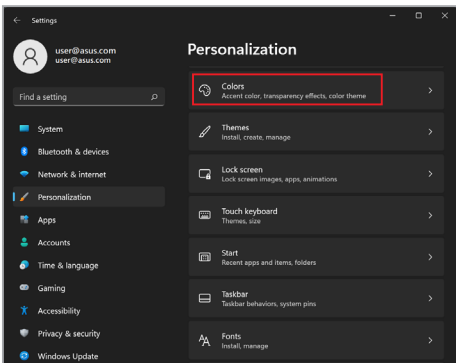 Settings
user@asus.com
user@asus.com
Find a setting
System
Bluetooth & devices
Network & internet
Personalization
Apps
Accounts
Time & language
Gaming
Accessibility
Privacy & security
Windows Update
Personalization
Colors
Accent color, transparency effects, color theme
Themes
Install, create, manage
Lock screen
Lock screen images, apps, animations
Touch keyboard
Themes, size
Start
Recent apps and items, folders
Taskbar
Taskbar behaviors, system pins
Fonts
Install, manage